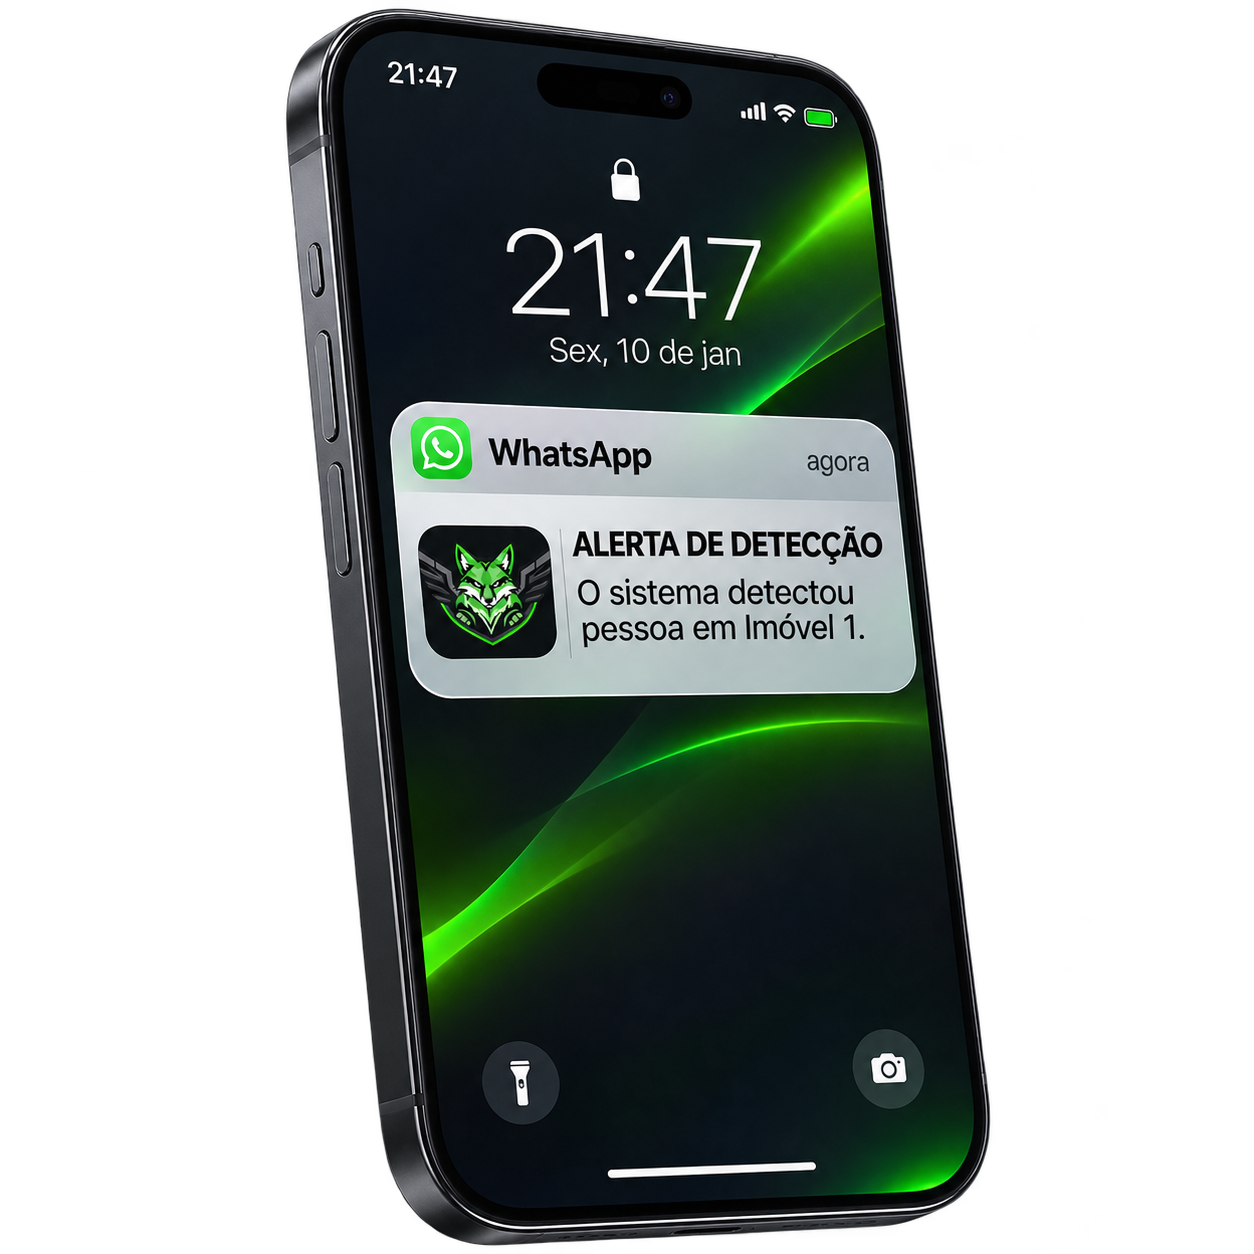 21:47
21:47
Sex, 10 de jan
WhatsApp
agora
ALERTA DE DETECÇÃO
O sistema detectou
pessoa em Imóvel 1.